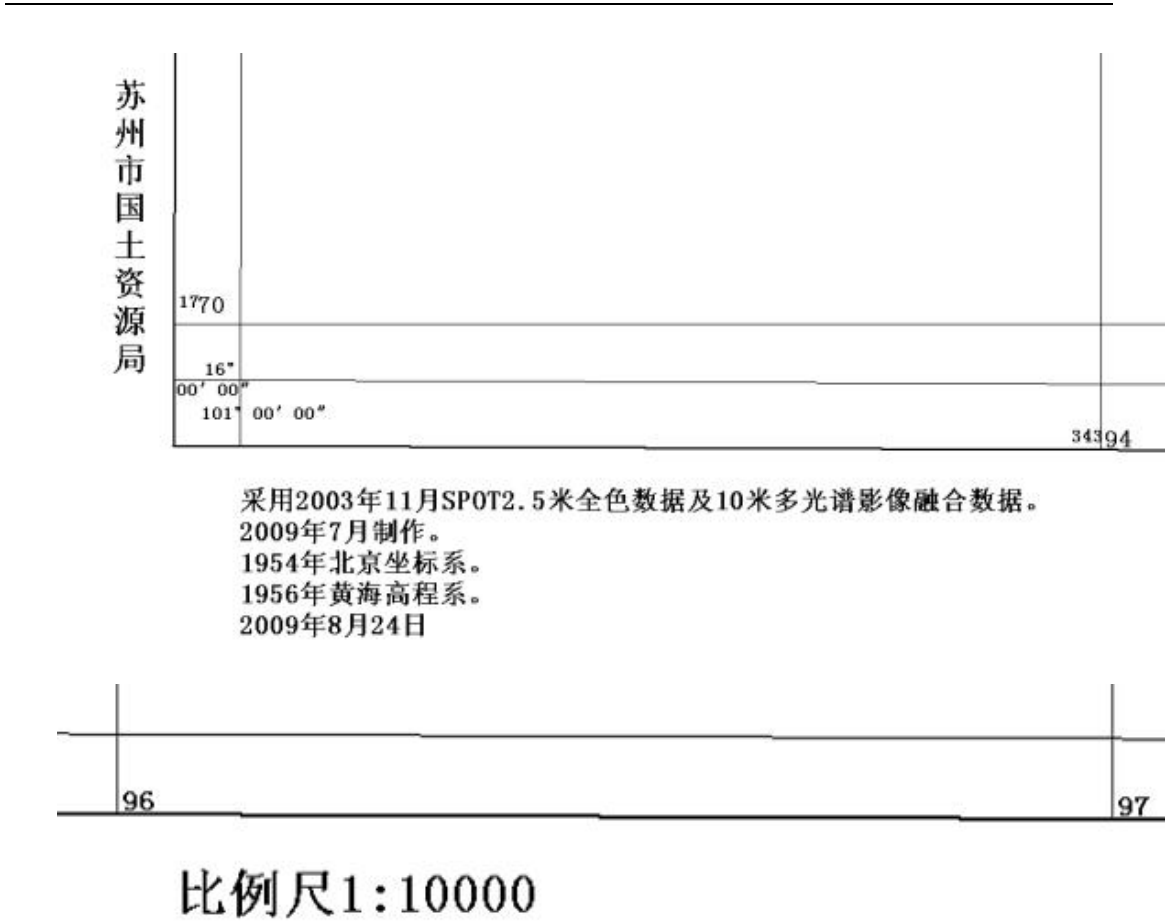 苏州市国土资源局
1770
16°
00′ 00″
101° 00′ 00″
34394
采用2003年11月SPOT2.5米全色数据及10米多光谱影像融合数据。
2009年7月制作。
1954年北京坐标系。
1956年黄海高程系。
2009年8月24日
96
97
比例尺1:10000